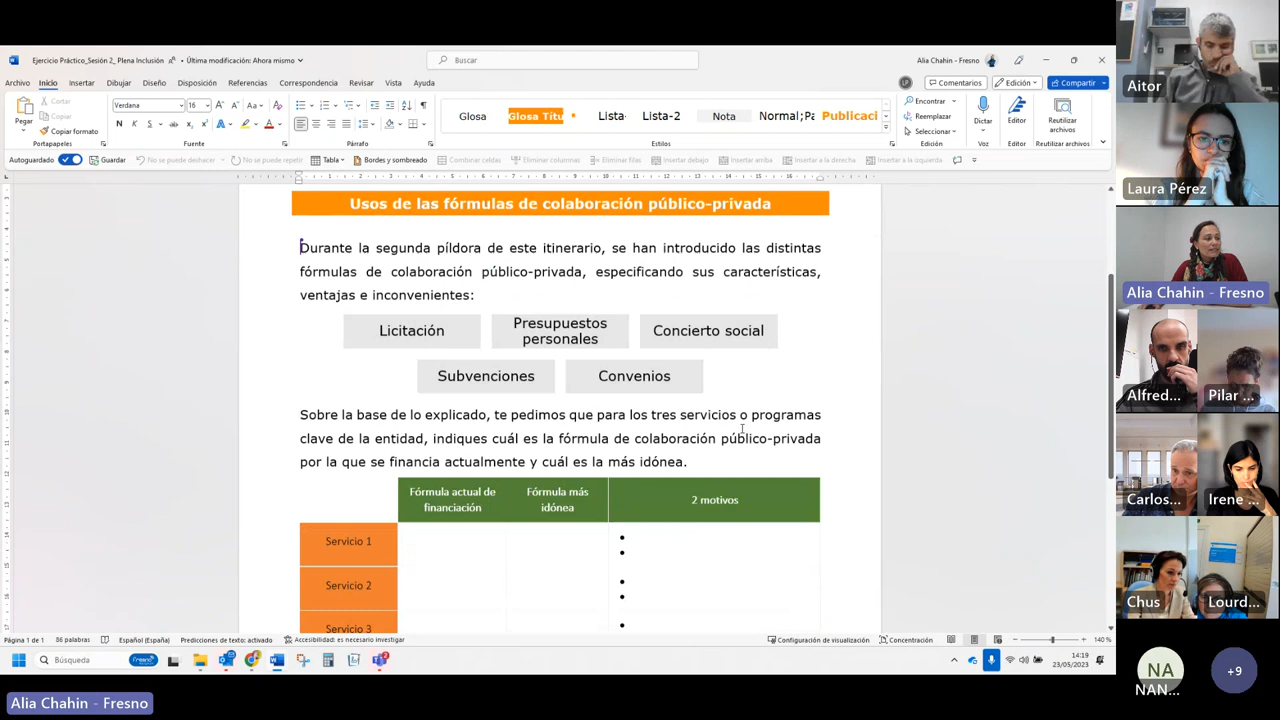 Ejercicio Práctico_Sesión 2_ Plena Inclusión
• Última modificación: Ahora mismo
Buscar
Alia Chahin - Fresno
Archivo Inicio Insertar Dibujar Diseño Disposición Referencias Correspondencia Revisar Vista Ayuda
LP
Comentarios
Edición
Compartir
Pegar
Cortar
Copiar
Copiar formato
Portapapeles
Verdana
16
Fuente
Párrafo
Glosa
Glosa Títu
Lista
Lista-2
Nota
Normal;Pá
Publicaci
Estilos
Encontrar
Reemplazar
Seleccionar
Edición
Dictar
Voz
Editor
Editor
Reutilizar archivos
Reutilizar archivos
Autoguardado
Guardar
No se puede deshacer
No se puede repetir
Tabla
Bordes y sombreado
Combinar celdas
Eliminar columnas
Eliminar filas
Insertar debajo
Insertar arriba
Insertar a la derecha
Insertar a la izquierda
Usos de las fórmulas de colaboración público-privada
Durante la segunda píldora de este itinerario, se han introducido las distintas
fórmulas de colaboración público-privada, especificando sus características,
ventajas e inconvenientes:
Licitación
Presupuestos
personales
Concierto social
Subvenciones
Convenios
Sobre la base de lo explicado, te pedimos que para los tres servicios o programas
clave de la entidad, indiques cuál es la fórmula de colaboración público-privada
por la que se financia actualmente y cuál es la más idónea.
Fórmula actual de
financiación
Fórmula más
idónea
2 motivos
Servicio 1
Servicio 2
Servicio 3
Página 1 de 1
86 palabras
Español (España)
Predicciones de texto: activado
Accesibilidad: es necesario investigar
Configuración de visualización
Concentración
140 %
Búsqueda
Fresno
14:19
23/05/2023
Alia Chahin - Fresno
Aitor
Laura Pérez
Alia Chahin - Fresno
Alfred...
Pilar ...
Carlos...
Irene ...
Chus
Lourd...
NA
NAN...
+9